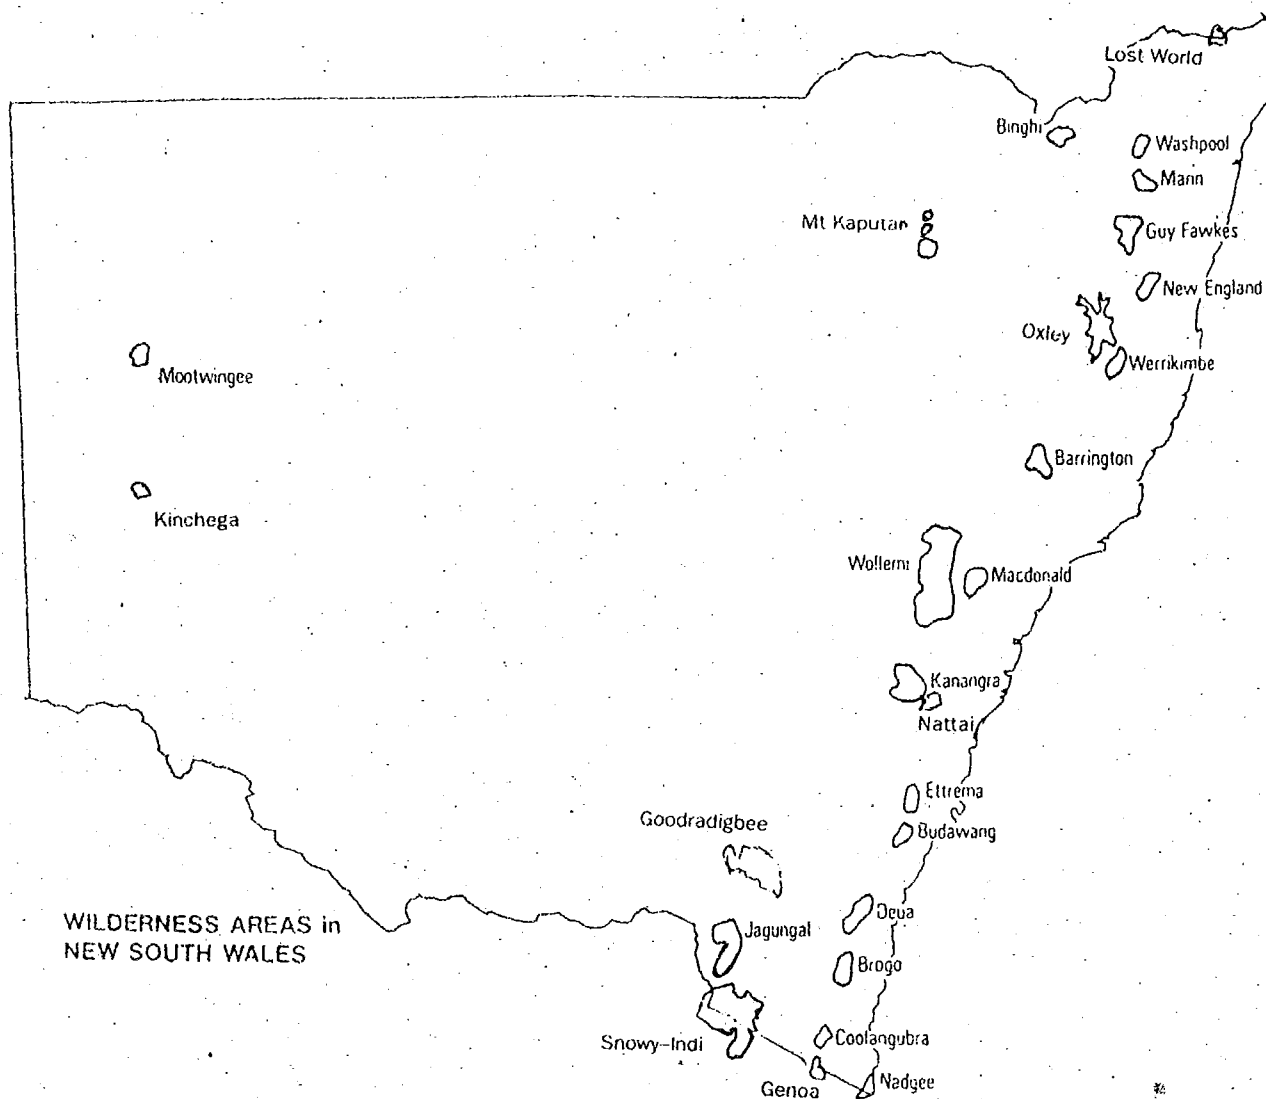 Lost World
Binghi
Washpool
Mann
Mt Kaputar
Guy Fawkes
New England
Oxley
Werrikimbe
Mootwingee
Barrington
Kinchega
Wollemi
Macdonald
Kanangra
Nattai
Ettrema
Goodradigbee
Budawang
Deua
WILDERNESS AREAS in
NEW SOUTH WALES
Jagungal
Brogo
Snowy-Indi
Coolangubra
Genoa
Nadgee